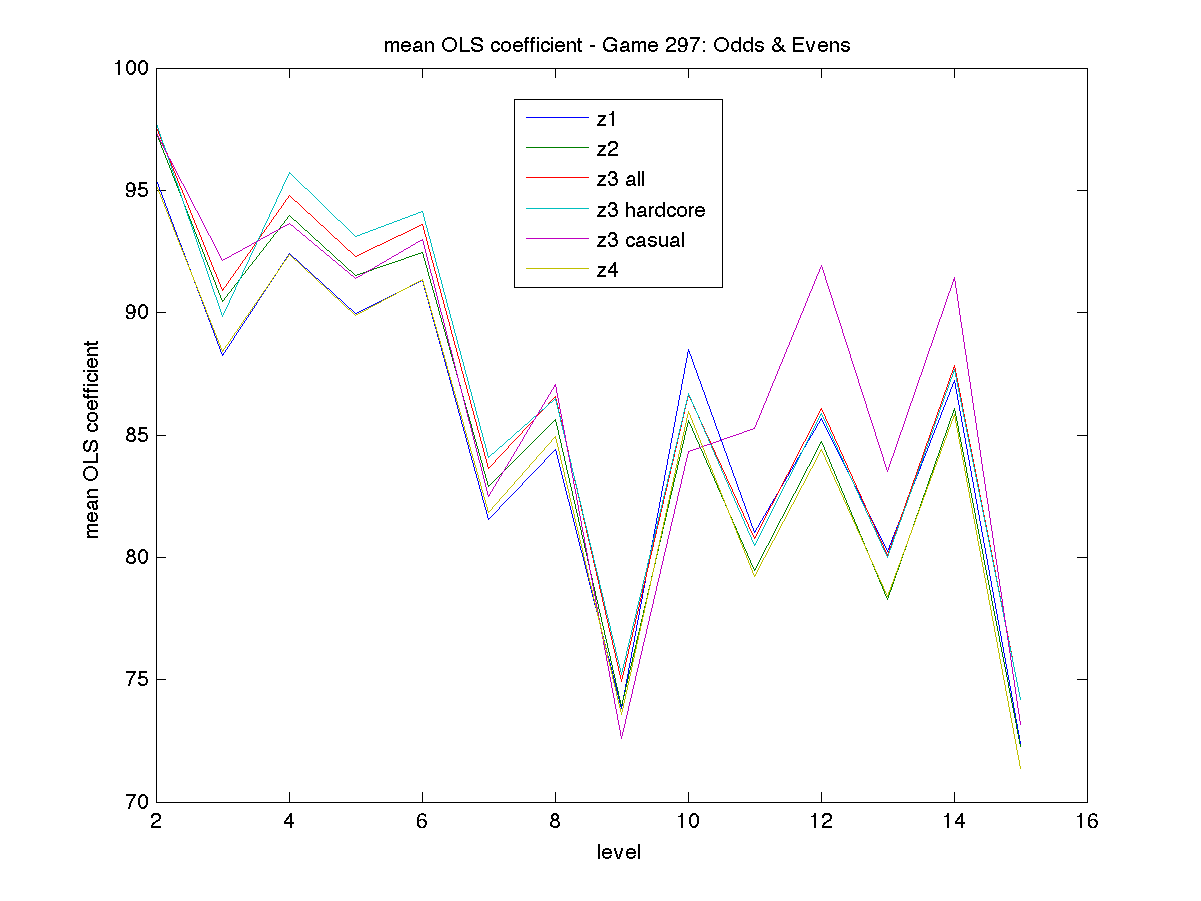 mean OLS coefficient - Game 297: Odds & Evens
100
95
90
85
80
75
70
mean OLS coefficient
z1
z2
z3 all
z3 hardcore
z3 casual
z4
2 4 6 8 10 12 14 16
level